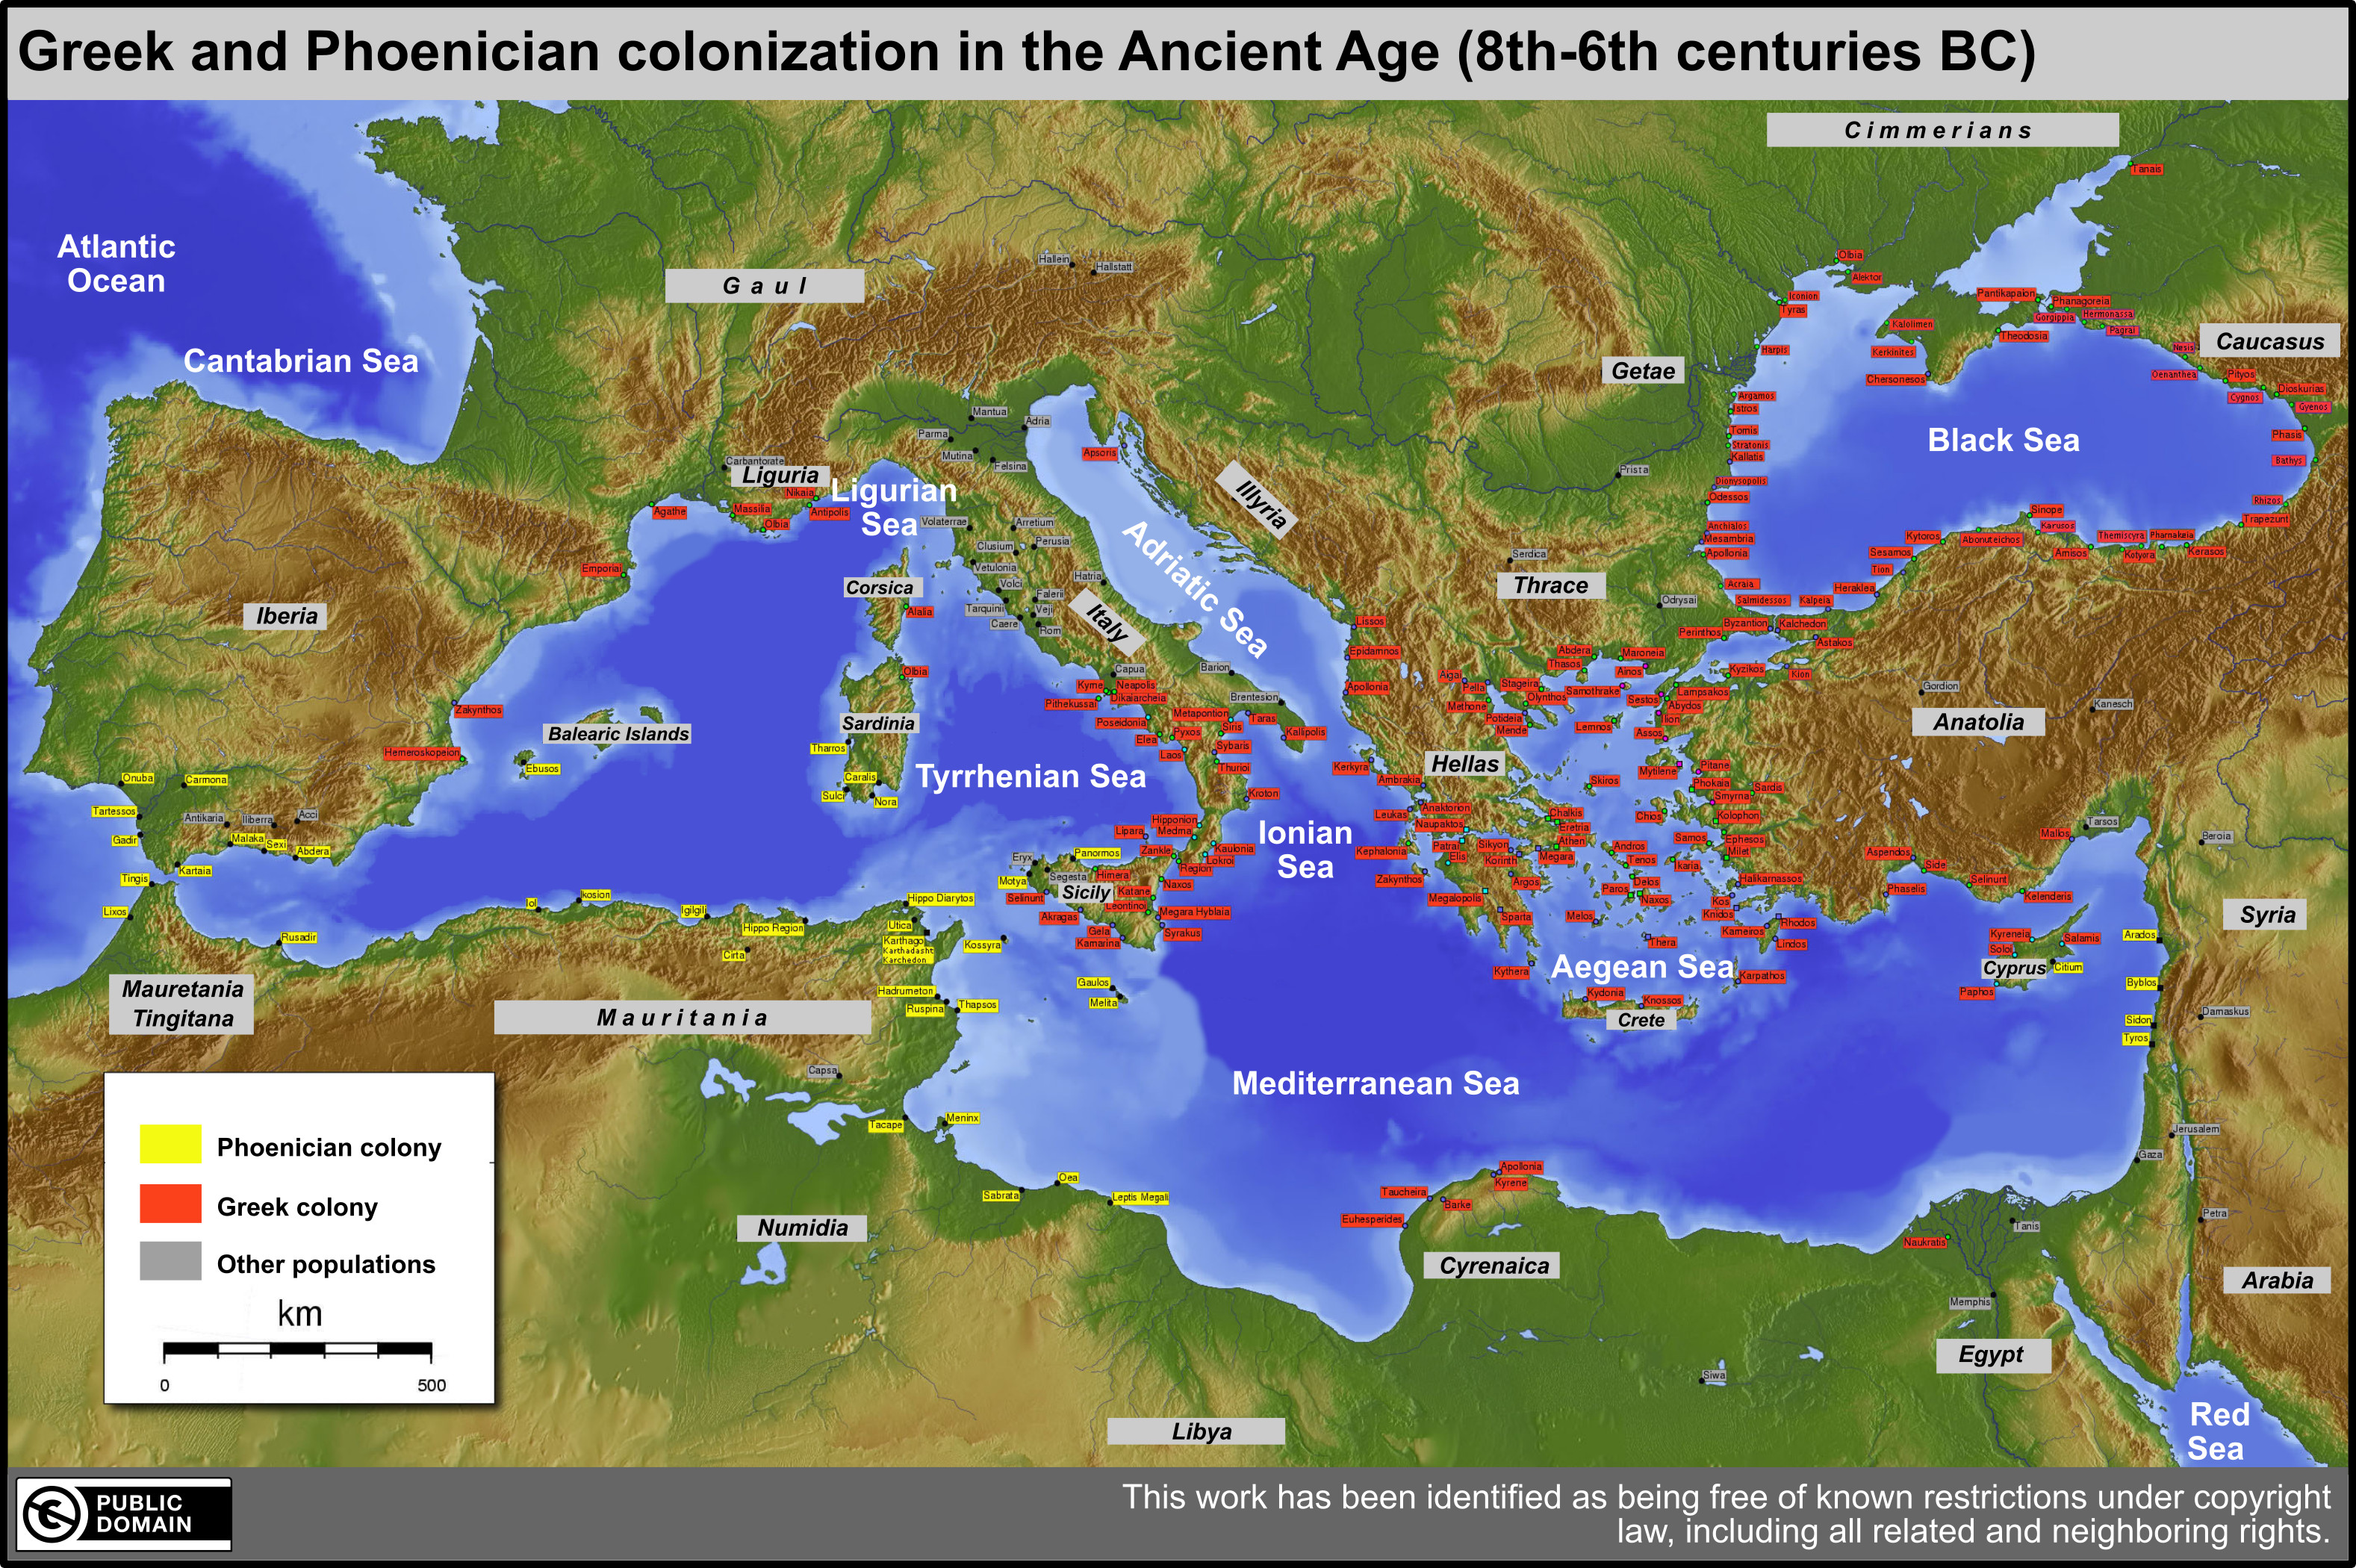 Greek and Phoenician colonization in the Ancient Age (8th-6th centuries BC)
Cimmerians
Tanais
Atlantic
Ocean
Olbia
Alektor
Hallein
Hallstatt
Gaul
Iconion
Tyras
Pantikapaion
Phanagoreia
Gorgippia
Hermonassa
Pagrai
Kalolimen
Theodosia
Caucasus
Kerkinites
Harpis
Nesis
Cantabrian Sea
Getae
Chersonesos
Oenanthea
Pityos
Dioskurias
Cygnos
Gyenos
Argamos
Istros
Mantua
Adria
Parma
Mutina
Felsina
Apsoris
Tomis
Stratonis
Kallatis
Black Sea
Phasis
Bathys
Carbantorate
Liguria
Nikaia
Ligurian
Sea
Prista
Illyria
Dionysopolis
Odessos
Agathe
Massilia
Olbia
Antipolis
Rhizos
Trapezunt
Volaterrae
Arretium
Clusium
Perusia
Adriatic Sea
Anchialos
Mesambria
Apollonia
Sinope
Karusos
Kytoros
Abonuteichos
Themiscyra
Pharnakeia
Amisos
Kotyora
Kerasos
Sesamos
Tion
Emporiai
Vetulonia
Volci
Hatria
Serdica
Thrace
Corsica
Alalia
Tarquinii
Falerii
Veji
Caere
Rom
Italy
Acraia
Heraklea
Salmidessos
Kalpeia
Odrysai
Iberia
Lissos
Byzantion
Kalchedon
Perinthos
Astakos
Epidamnos
Abdera
Maroneia
Thasos
Ainos
Kyzikos
Kion
Olbia
Capua
Barion
Kyme
Neapolis
Dikaiarcheia
Pithekussai
Brentesion
Apollonia
Aigai
Pella
Stageira
Samothrake
Lampsakos
Sestos
Abydos
Methone
Olynthos
Gordion
Kanesch
Zakynthos
Balearic Islands
Sardinia
Poseidonia
Metapontion
Taras
Siris
Pyxos
Elea
Kallipolis
Potideia
Mende
Lemnos
Ilion
Assos
Anatolia
Hemeroskopeion
Ebusos
Tharros
Laos
Sybaris
Thurioi
Tyrrhenian Sea
Kerkyra
Hellas
Mytilene
Pitane
Onuba
Carmona
Caralis
Sulci
Nora
Kroton
Ambrakia
Skiros
Phokaia
Smyrna
Sardis
Tartessos
Antikaria
Iliberra
Acci
Anaktorion
Leukas
Chalkis
Eretria
Chios
Kolophon
Gadir
Malaka
Sexi
Abdera
Lipara
Hipponion
Medma
Ionian
Sea
Naupaktos
Patrai
Sikyon
Athen
Samos
Ephesos
Milet
Mallos
Tarsos
Beroia
Kartaia
Eryx
Panormos
Zankle
Kaulonia
Lokroi
Region
Kephalonia
Elis
Korinth
Megara
Andros
Tenos
Ikaria
Aspendos
Side
Tingis
Motya
Segesta
Himera
Naxos
Zakynthos
Argos
Delos
Halikarnassos
Phaselis
Selinunt
Kelenderis
Lixos
Iol
Ikosion
Igilgili
Hippo Diarytos
Selinunt
Sicily
Katane
Leontinoi
Megalopolis
Paros
Naxos
Kos
Knidos
Syria
Rusadir
Hippo Region
Utica
Akragas
Megara Hyblaia
Gela
Syrakus
Sparta
Melos
Kameiros
Rhodos
Cirta
Karthago
Karthadasht
Karchedon
Kossyra
Kamarina
Thera
Lindos
Kyreneia
Salamis
Soloi
Arados
Mauretania
Tingitana
Kythera
Aegean Sea
Karpathos
Cyprus
Citium
Paphos
Byblos
Mauritania
Hadrumeton
Ruspina
Thapsos
Gaulos
Melita
Kydonia
Knossos
Crete
Sidon
Damaskus
Tyros
Capsa
Mediterranean Sea
Tacape
Meninx
Jerusalem
Gaza
Phoenician colony
Greek colony
Other populations
km
0 500
Sabrata
Oea
Leptis Megali
Apollonia
Kyrene
Taucheira
Barke
Euhesperides
Numidia
Cyrenaica
Naukratis
Tanis
Petra
Arabia
Memphis
Egypt
Siwa
Libya
Red
Sea
PUBLIC
DOMAIN
This work has been identified as being free of known restrictions under copyright
law, including all related and neighboring rights.